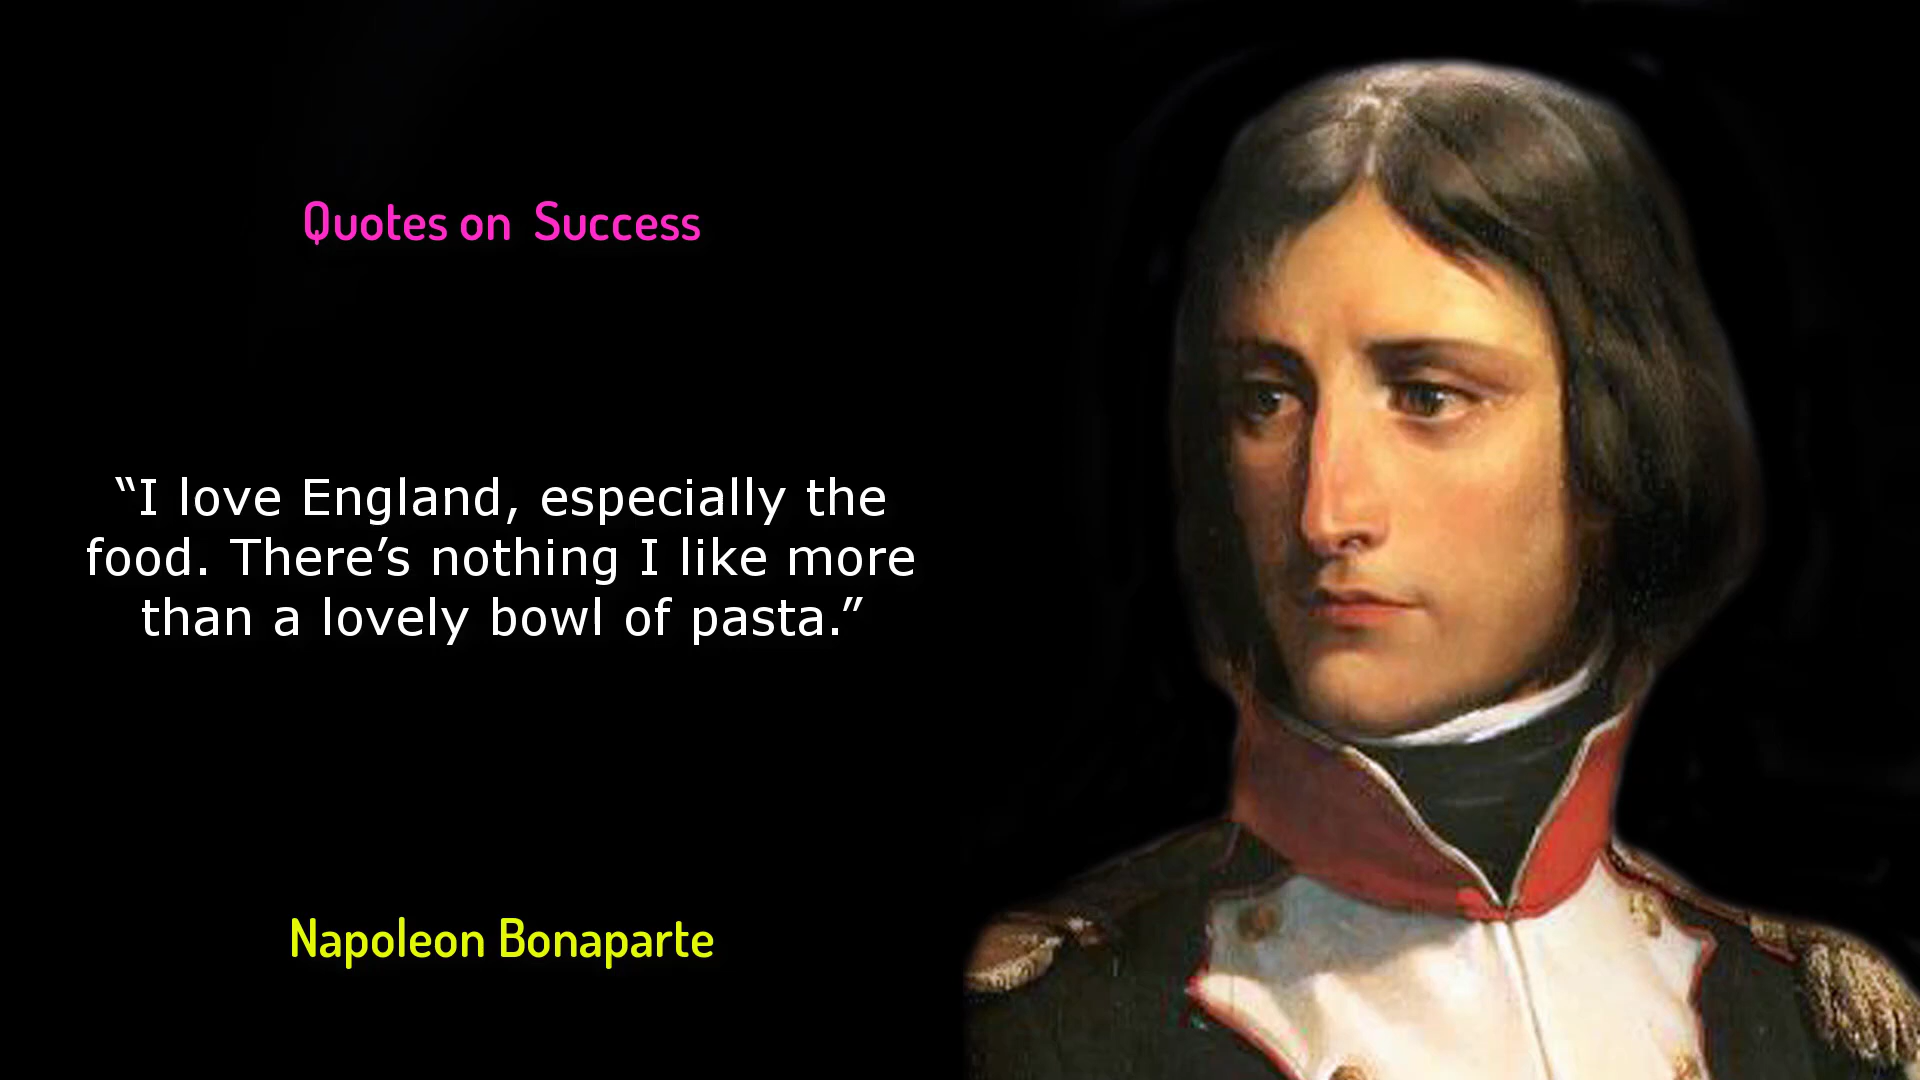 Quotes on  Success
“I love England, especially the
food. There’s nothing I like more
than a lovely bowl of pasta.”
Napoleon Bonaparte